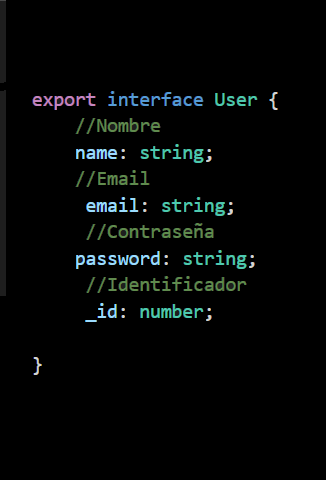 export interface User {
//Nombre
name: string;
//Email
email: string;
//Contraseña
password: string;
//Identificador
_id: number;
}